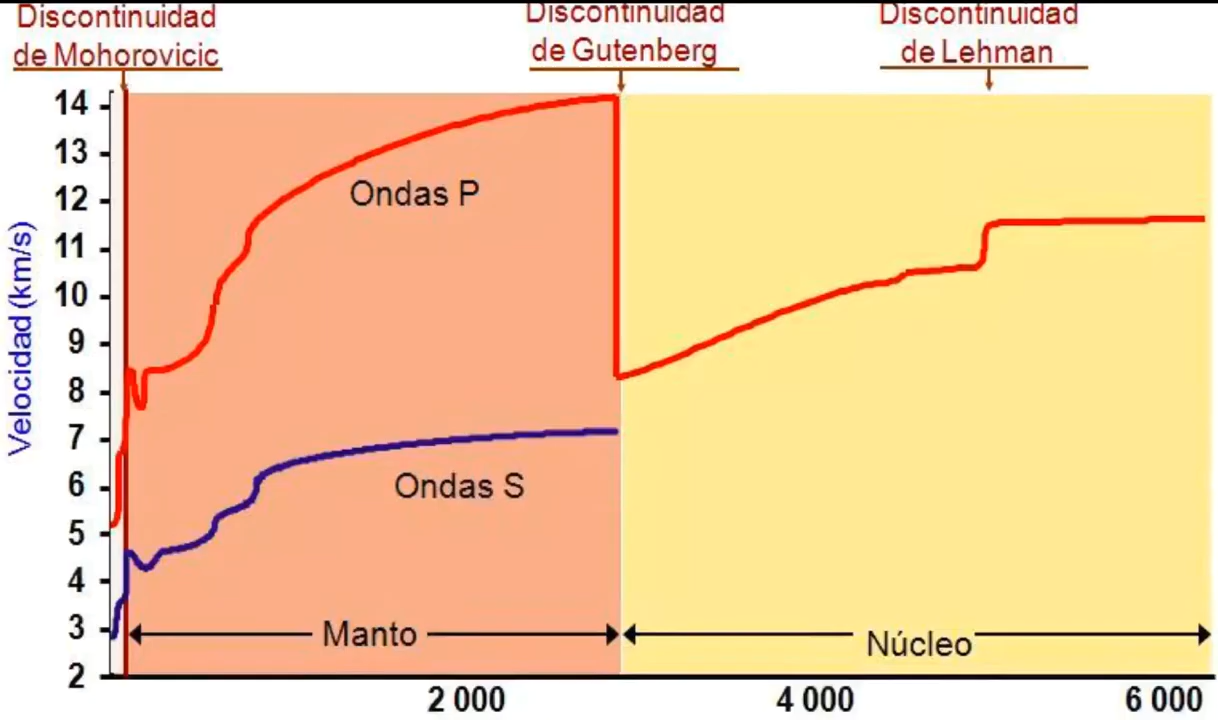 Discontinuidad
de Mohorovicic
Discontinuidad
de Gutenberg
Discontinuidad
de Lehman
14
13
12
11
10
9
8
7
6
5
4
3
2
Velocidad (km/s)
Ondas P
Ondas S
Manto
Núcleo
2 000
4 000
6 000